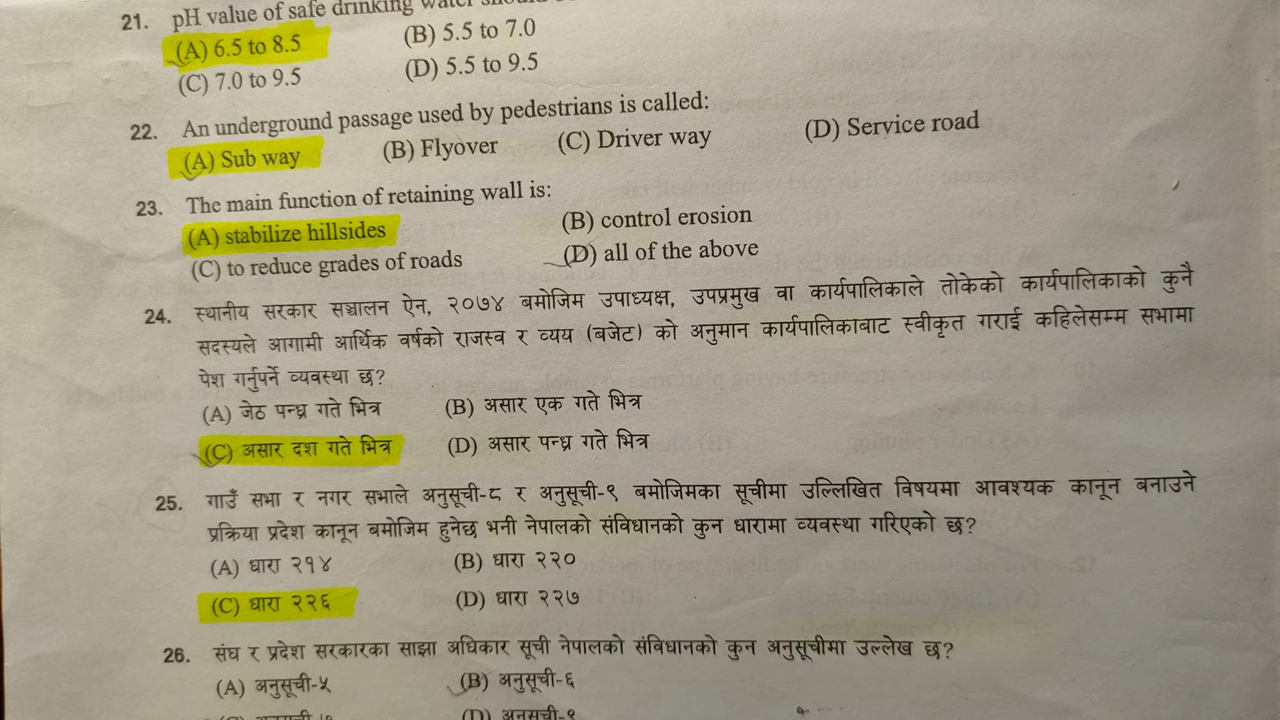 21. pH value of safe drinking water should
(A) 6.5 to 8.5 (B) 5.5 to 7.0
(C) 7.0 to 9.5 (D) 5.5 to 9.5
22. An underground passage used by pedestrians is called:
(A) Sub way (B) Flyover (C) Driver way (D) Service road
23. The main function of retaining wall is:
(A) stabilize hillsides (B) control erosion
(C) to reduce grades of roads (D) all of the above
24. स्थानीय सरकार सञ्चालन ऐन, २०७४ बमोजिम उपाध्यक्ष, उपप्रमुख वा कार्यपालिकाले तोकेको कार्यपालिकाको कुनै
सदस्यले आगामी आर्थिक वर्षको राजस्व र व्यय (बजेट) को अनुमान कार्यपालिकाबाट स्वीकृत गराई कहिलेसम्म सभामा
पेश गर्नुपर्ने व्यवस्था छ?
(A) जेठ पन्ध्र गते भित्र (B) असार एक गते भित्र
(C) असार दश गते भित्र (D) असार पन्ध्र गते भित्र
25. गाउँ सभा र नगर सभाले अनुसूची-८ र अनुसूची-९ बमोजिमका सूचीमा उल्लिखित विषयमा आवश्यक कानून बनाउने
प्रक्रिया प्रदेश कानून बमोजिम हुनेछ भनी नेपालको संविधानको कुन धारामा व्यवस्था गरिएको छ?
(A) धारा २१४ (B) धारा २२०
(C) धारा २२६ (D) धारा २२७
26. संघ र प्रदेश सरकारका साझा अधिकार सूची नेपालको संविधानको कुन अनुसूचीमा उल्लेख छ?
(A) अनुसूची-५ (B) अनुसूची-६
(D) अनुसूची-९